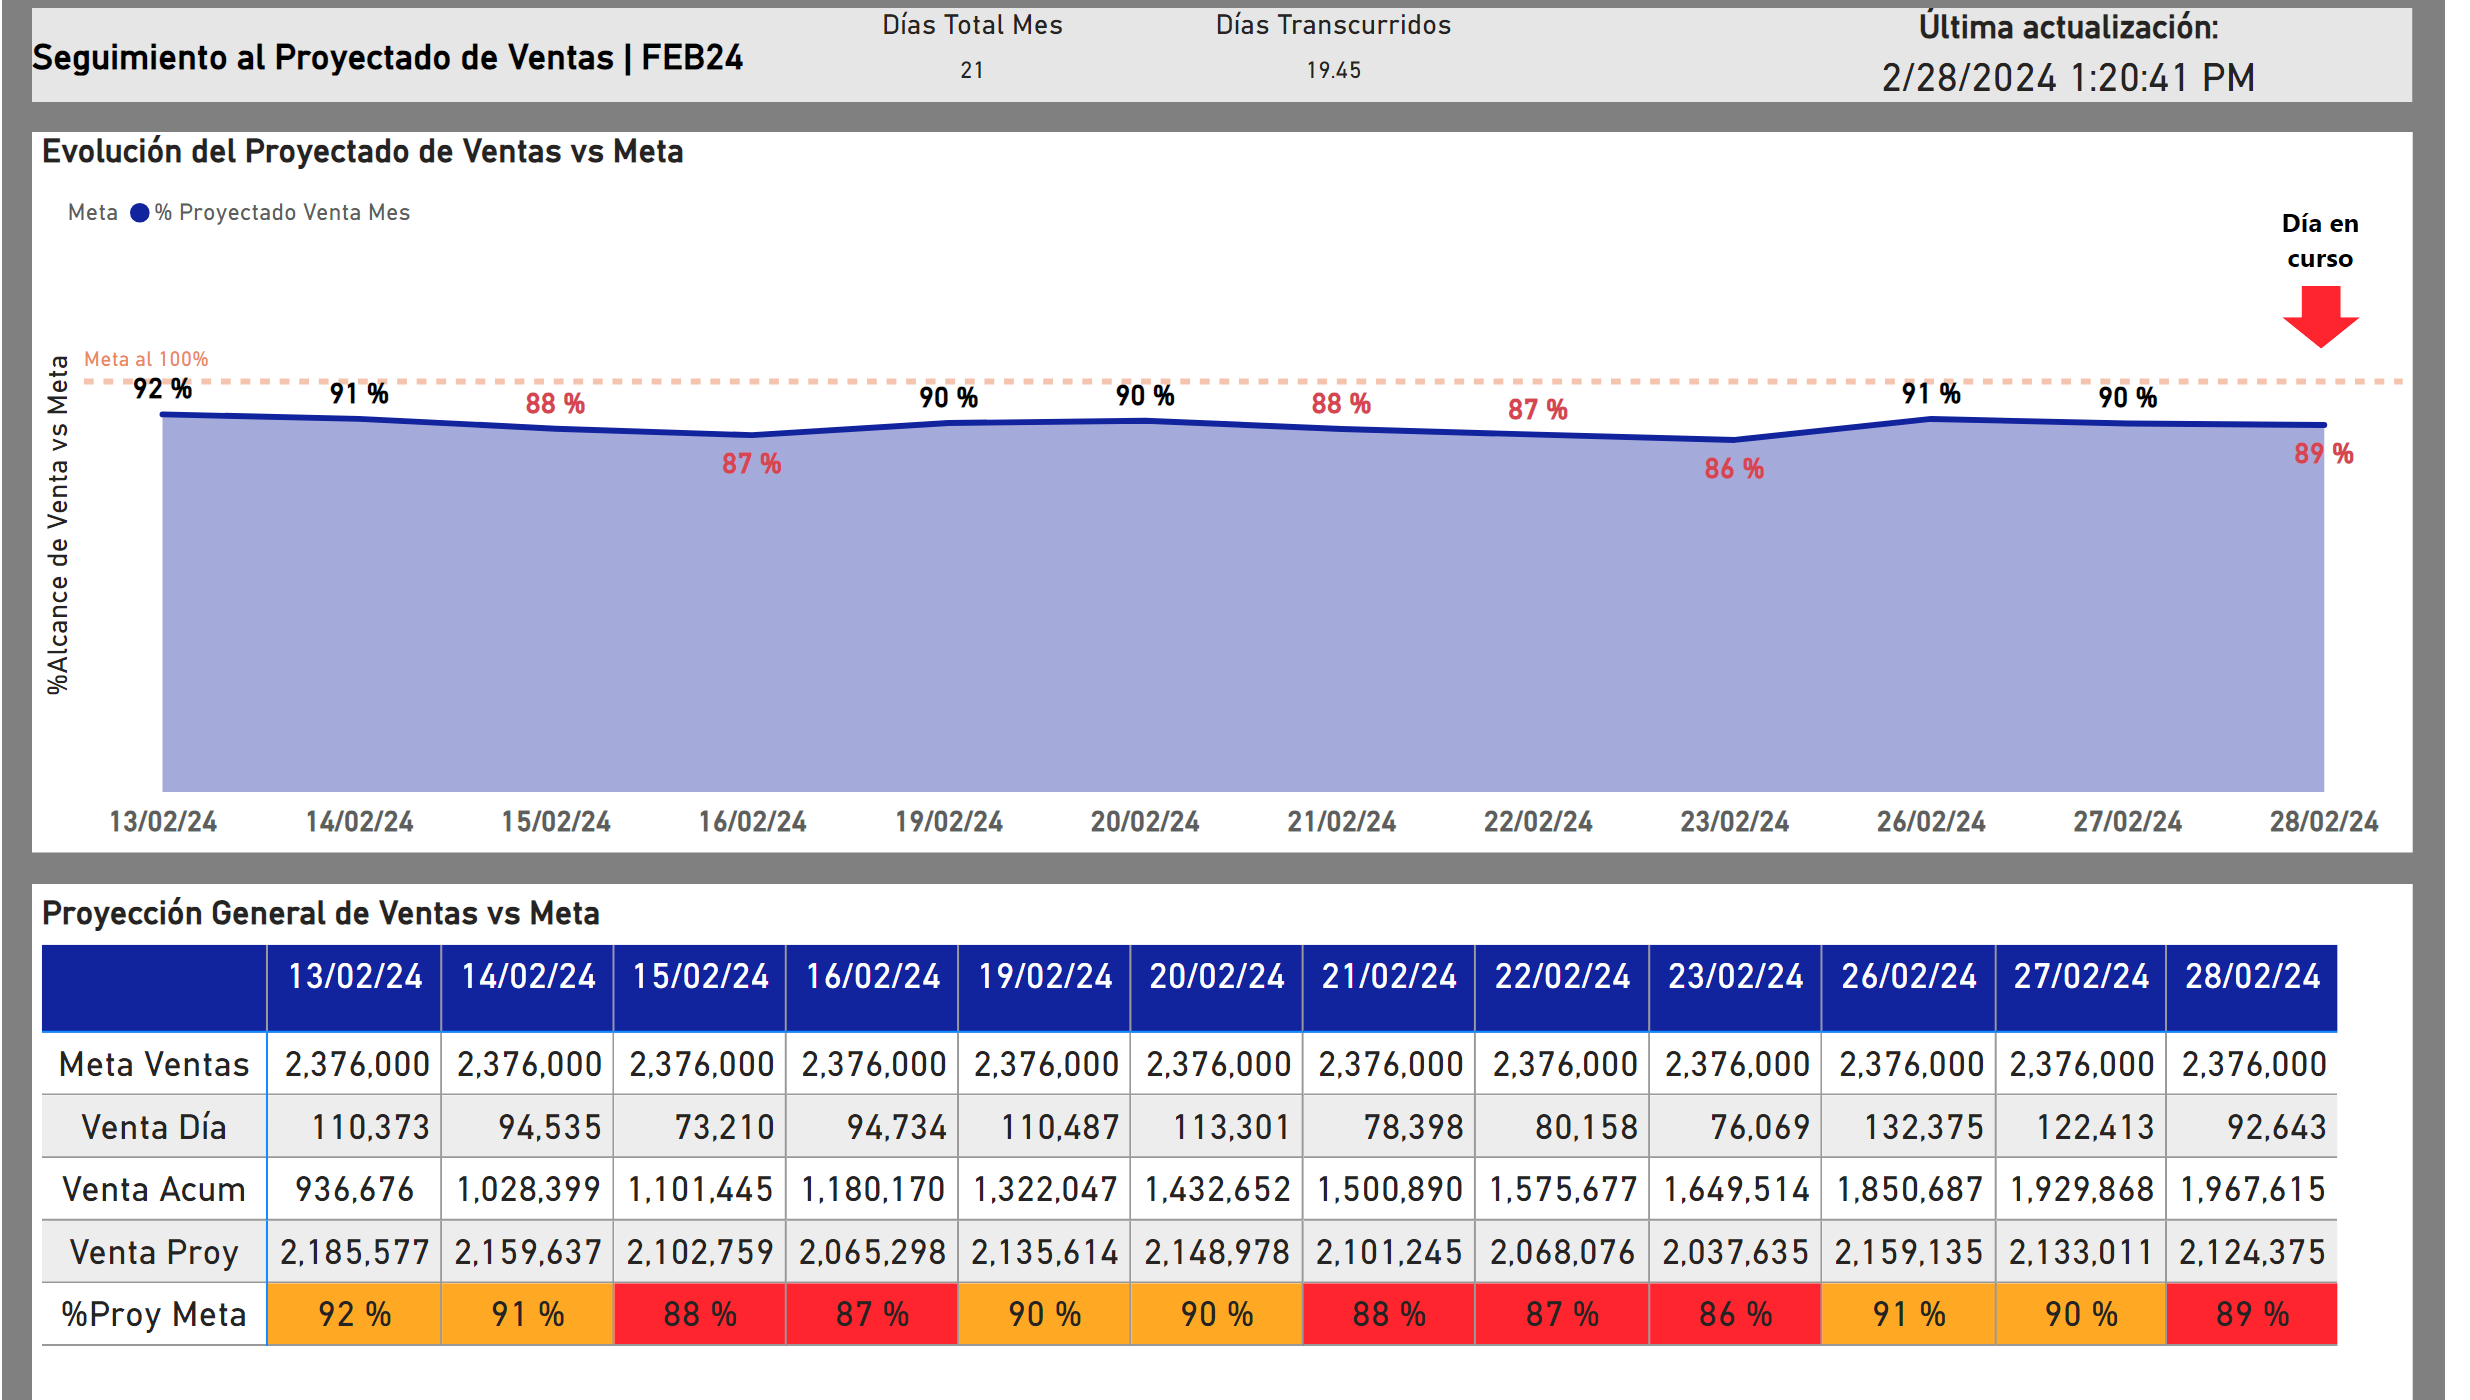 Seguimiento al Proyectado de Ventas | FEB24
Días Total Mes
21
Días Transcurridos
19.45
Última actualización:
2/28/2024 1:20:41 PM
Evolución del Proyectado de Ventas vs Meta
Meta % Proyectado Venta Mes
Día en
curso
%Alcance de Venta vs Meta
Meta al 100%
92 % 91 % 88 % 87 % 90 % 90 % 88 % 87 % 86 % 91 % 90 % 89 %
13/02/24 14/02/24 15/02/24 16/02/24 19/02/24 20/02/24 21/02/24 22/02/24 23/02/24 26/02/24 27/02/24 28/02/24
Proyección General de Ventas vs Meta
13/02/24 14/02/24 15/02/24 16/02/24 19/02/24 20/02/24 21/02/24 22/02/24 23/02/24 26/02/24 27/02/24 28/02/24
Meta Ventas 2,376,000 2,376,000 2,376,000 2,376,000 2,376,000 2,376,000 2,376,000 2,376,000 2,376,000 2,376,000 2,376,000 2,376,000
Venta Día 110,373 94,535 73,210 94,734 110,487 113,301 78,398 80,158 76,069 132,375 122,413 92,643
Venta Acum 936,676 1,028,399 1,101,445 1,180,170 1,322,047 1,432,652 1,500,890 1,575,677 1,649,514 1,850,687 1,929,868 1,967,615
Venta Proy 2,185,577 2,159,637 2,102,759 2,065,298 2,135,614 2,148,978 2,101,245 2,068,076 2,037,635 2,159,135 2,133,011 2,124,375
%Proy Meta 92 % 91 % 88 % 87 % 90 % 90 % 88 % 87 % 86 % 91 % 90 % 89 %